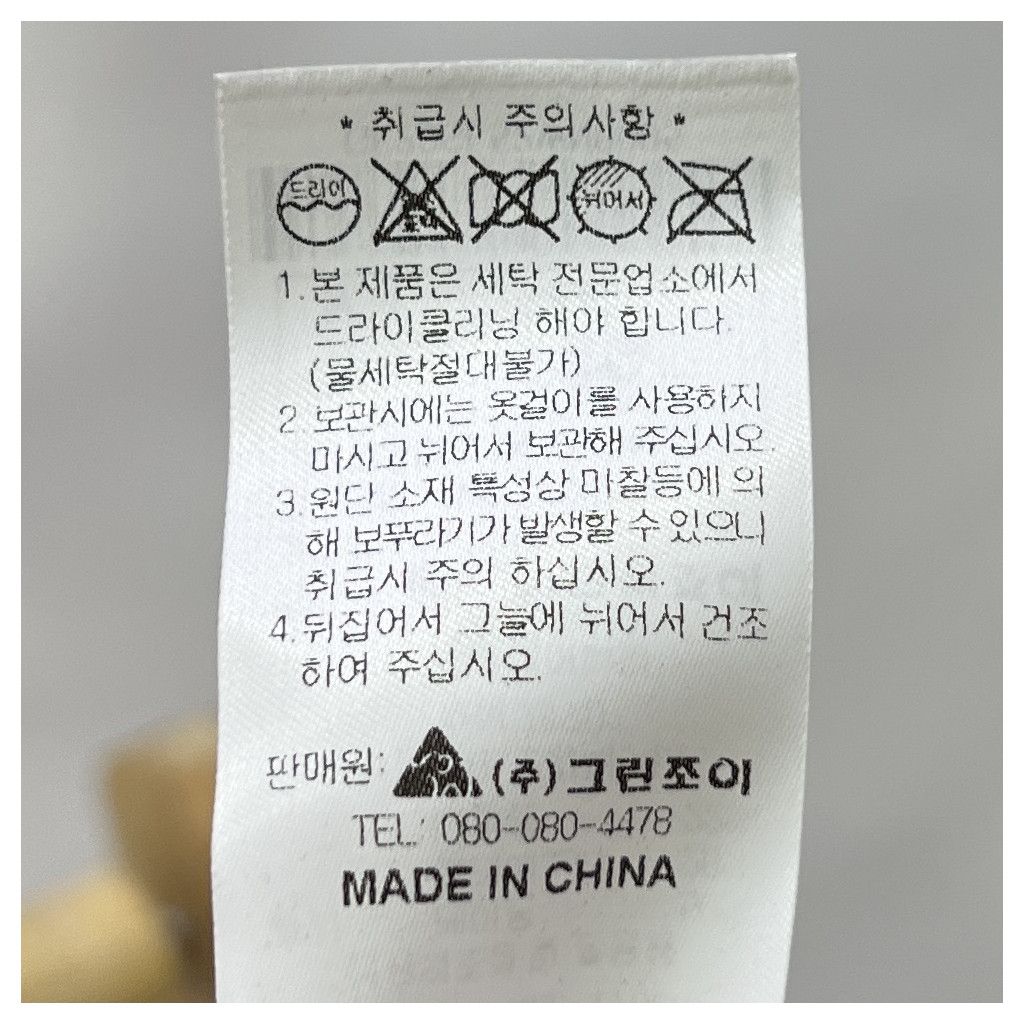 * 취급시 주의사항 *
드라이
표백
뉘어서
1. 본 제품은 세탁 전문업소에서
드라이클리닝 해야 합니다.
(물세탁절대불가)
2. 보관시에는 옷걸이를 사용하지
마시고 뉘어서 보관해 주십시오.
3. 원단 소재 특성상 마찰등에 의
해 보푸라기가 발생할 수 있으니
취급시 주의 하십시오.
4. 뒤집어서 그늘에 뉘어서 건조
하여 주십시오.
판매원: (주)그린조이
TEL: 080-080-4478
MADE IN CHINA